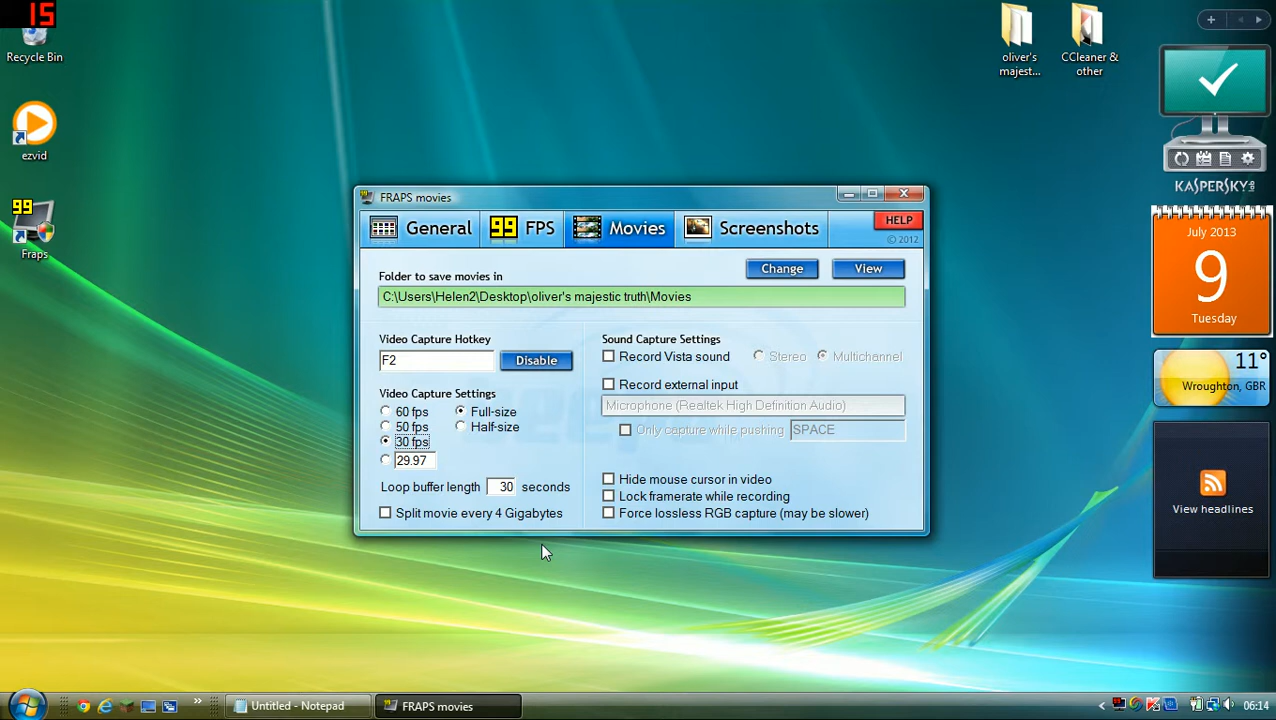 15
Recycle Bin
ezvid
99
Fraps
oliver's
majest...
CCleaner &
other
KASPERSKY
July 2013
9
Tuesday
11°
Wroughton, GBR
View headlines
FRAPS movies
General
99 FPS
Movies
Screenshots
HELP
© 2012
Folder to save movies in
Change
View
C:\Users\Helen2\Desktop\oliver's majestic truth\Movies
Video Capture Hotkey
F2
Disable
Video Capture Settings
60 fps
Full-size
50 fps
Half-size
30 fps
29.97
Loop buffer length 30 seconds
Split movie every 4 Gigabytes
Sound Capture Settings
Record Vista sound
Stereo
Multichannel
Record external input
Microphone (Realtek High Definition Audio)
Only capture while pushing SPACE
Hide mouse cursor in video
Lock framerate while recording
Force lossless RGB capture (may be slower)
Untitled - Notepad
FRAPS movies
06:14